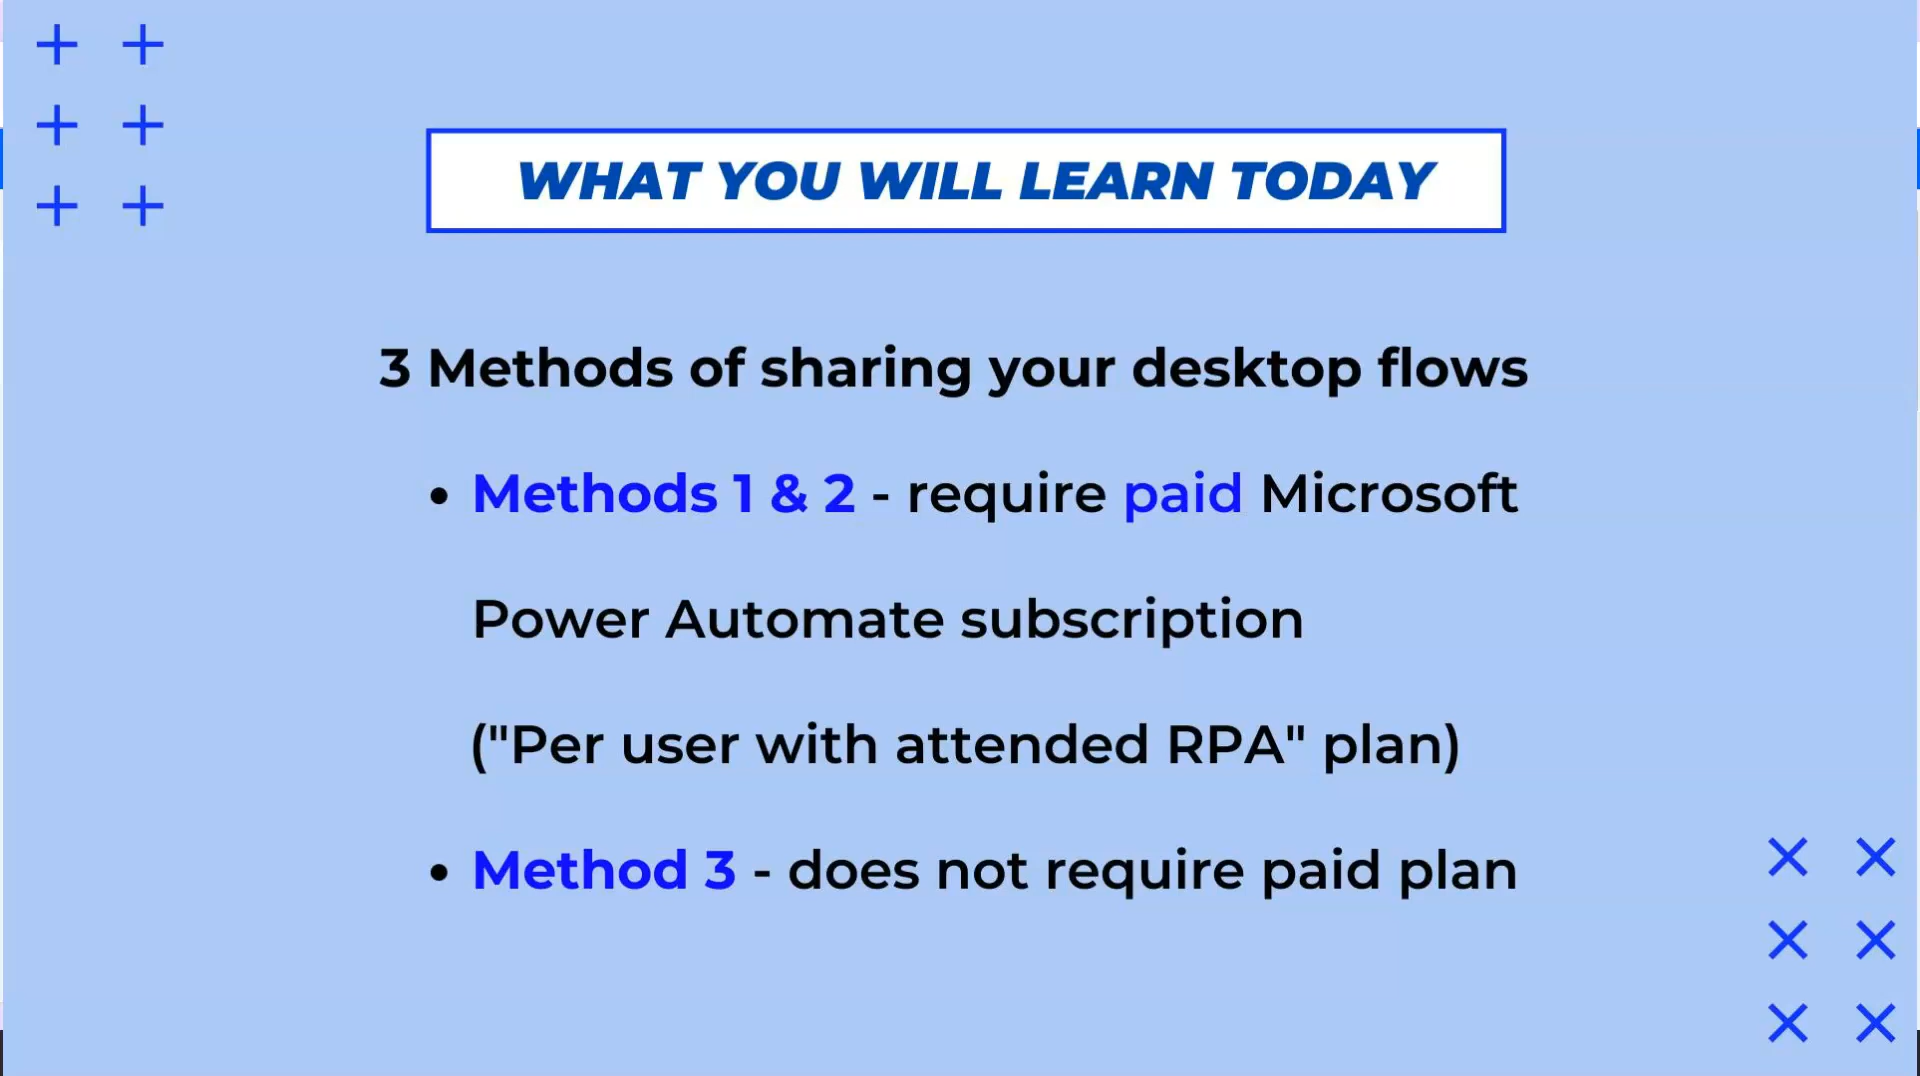 WHAT YOU WILL LEARN TODAY
3 Methods of sharing your desktop flows
• Methods 1 & 2 - require paid Microsoft
Power Automate subscription
("Per user with attended RPA" plan)
• Method 3 - does not require paid plan